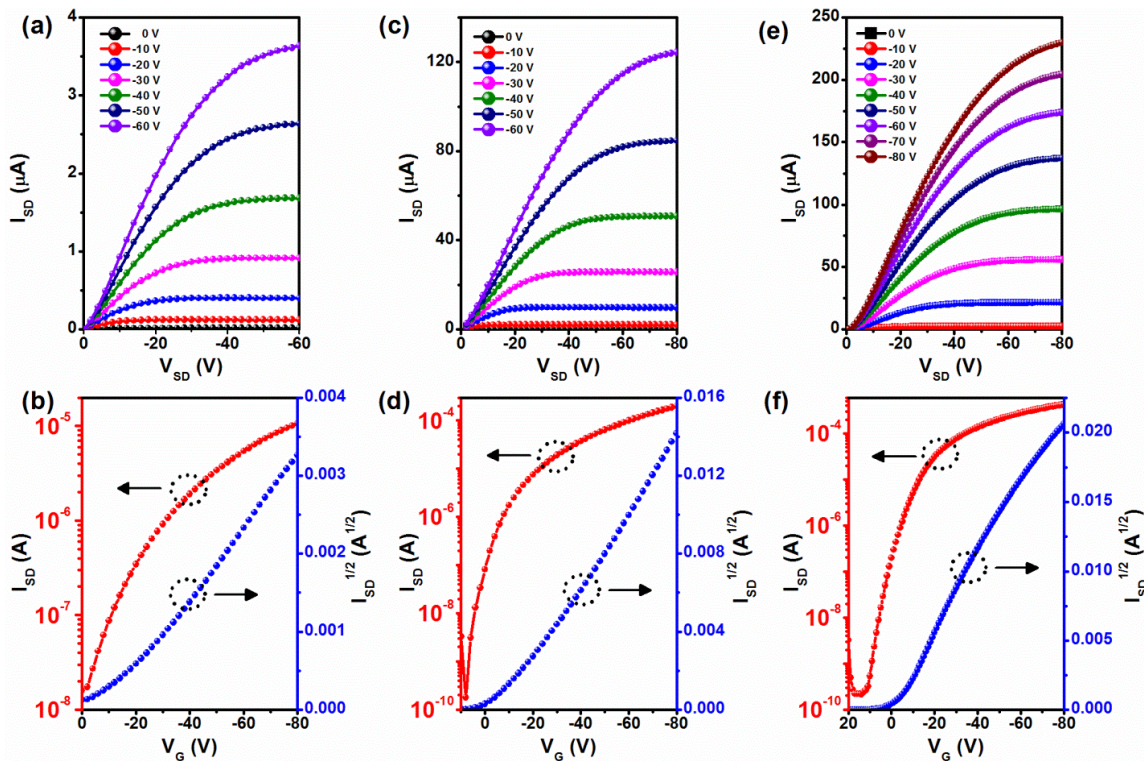 (a)
4
3
2
1
0
I_SD (μA)
0 V
-10 V
-20 V
-30 V
-40 V
-50 V
-60 V
0 -20 -40 -60
V_SD (V)
(c)
120
80
40
0
I_SD (μA)
0 V
-10 V
-20 V
-30 V
-40 V
-50 V
-60 V
0 -20 -40 -60 -80
V_SD (V)
(e)
250
200
150
100
50
0
I_SD (μA)
0 V
-10 V
-20 V
-30 V
-40 V
-50 V
-60 V
-70 V
-80 V
0 -20 -40 -60 -80
V_SD (V)
(b)
10^-5
10^-6
10^-7
10^-8
I_SD (A)
0.004
0.003
0.002
0.001
0.000
I_SD^1/2 (A^1/2)
0 -20 -40 -60 -80
V_G (V)
(d)
10^-4
10^-6
10^-8
10^-10
I_SD (A)
0.016
0.012
0.008
0.004
0.000
I_SD^1/2 (A^1/2)
0 -20 -40 -60 -80
V_G (V)
(f)
10^-4
10^-6
10^-8
10^-10
I_SD (A)
0.020
0.015
0.010
0.005
0.000
I_SD^1/2 (A^1/2)
20 0 -20 -40 -60 -80
V_G (V)